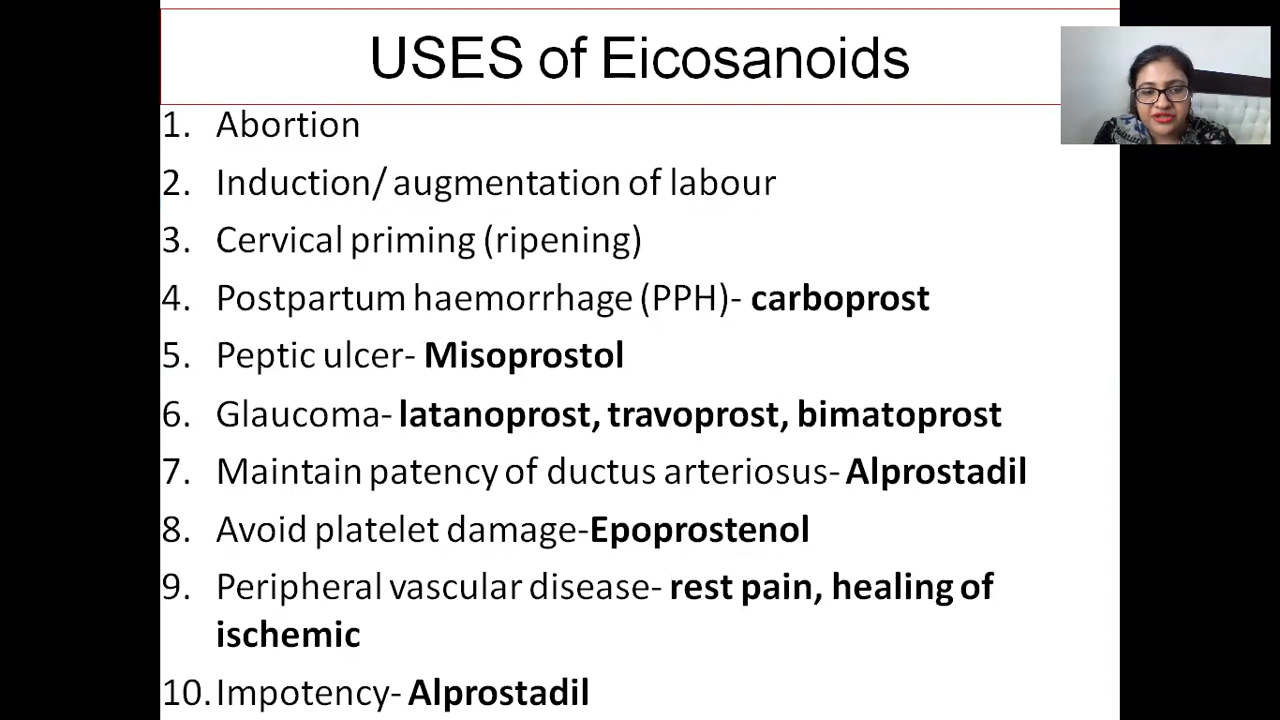 USES of Eicosanoids
1. Abortion
2. Induction/ augmentation of labour
3. Cervical priming (ripening)
4. Postpartum haemorrhage (PPH)- carboprost
5. Peptic ulcer- Misoprostol
6. Glaucoma- latanoprost, travoprost, bimatoprost
7. Maintain patency of ductus arteriosus- Alprostadil
8. Avoid platelet damage-Epoprostenol
9. Peripheral vascular disease- rest pain, healing of
ischemic
10. Impotency- Alprostadil